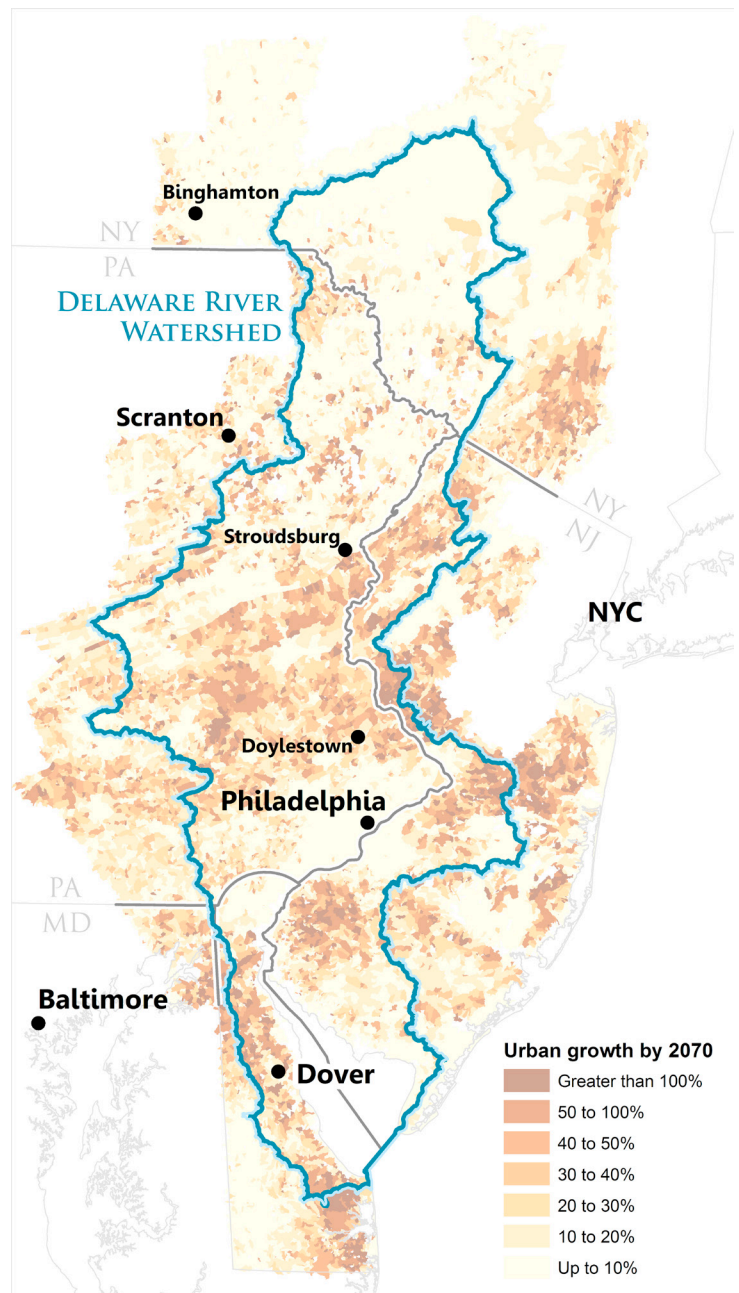 Binghamton
NY
PA
DELAWARE RIVER
WATERSHED
Scranton
NY
NJ
Stroudsburg
NYC
Doylestown
Philadelphia
PA
MD
Baltimore
Dover
Urban growth by 2070
Greater than 100%
50 to 100%
40 to 50%
30 to 40%
20 to 30%
10 to 20%
Up to 10%